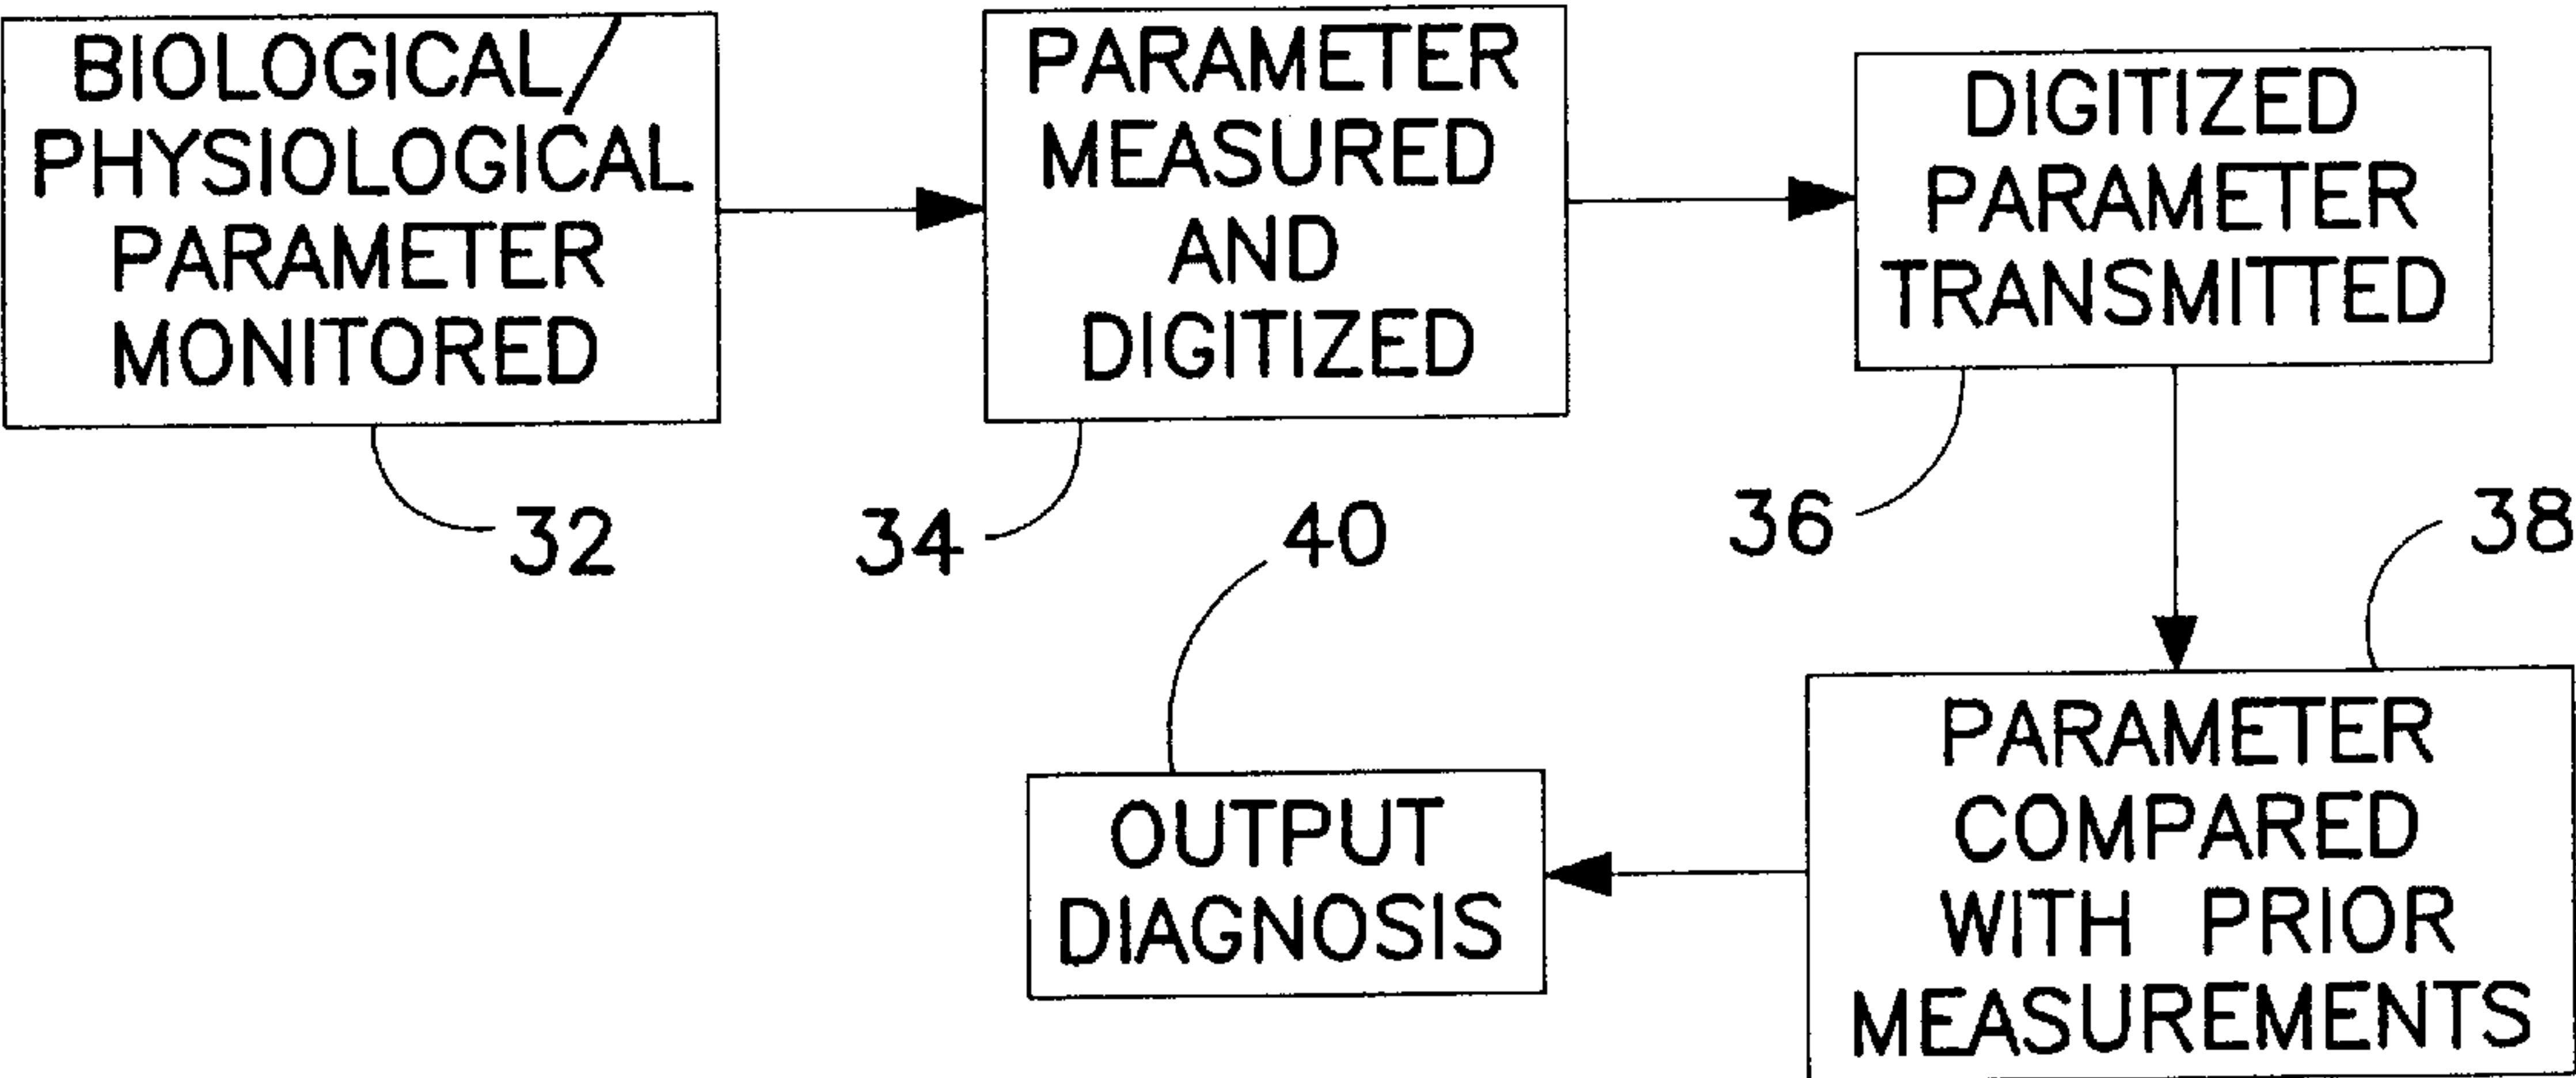 BIOLOGICAL/
PHYSIOLOGICAL
PARAMETER
MONITORED
32
PARAMETER
MEASURED
AND
DIGITIZED
34
DIGITIZED
PARAMETER
TRANSMITTED
36
PARAMETER
COMPARED
WITH PRIOR
MEASUREMENTS
38
OUTPUT
DIAGNOSIS
40